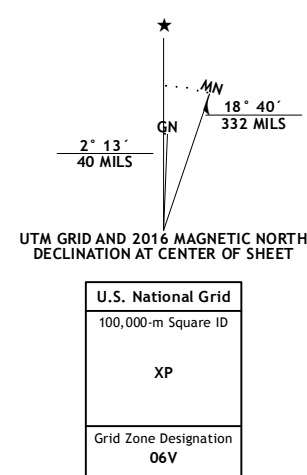 ★
MN
18° 40´
332 MILS
GN
2° 13´
40 MILS
UTM GRID AND 2016 MAGNETIC NORTH
DECLINATION AT CENTER OF SHEET
U.S. National Grid
100,000-m Square ID
XP
Grid Zone Designation
06V